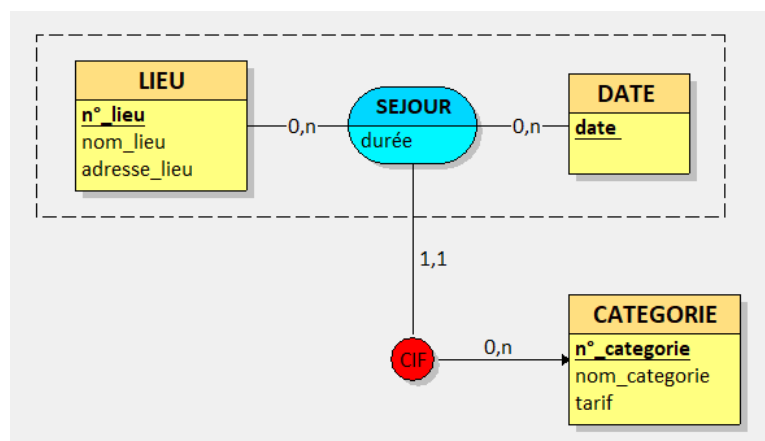 LIEU
n°_lieu
nom_lieu
adresse_lieu
0,n
SEJOUR
durée
0,n
DATE
date
1,1
CIF
0,n
CATEGORIE
n°_categorie
nom_categorie
tarif